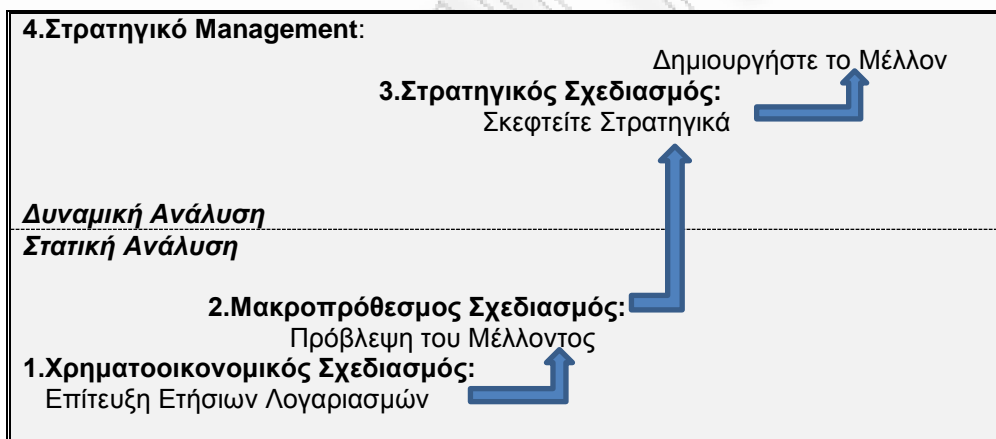 4.Στρατηγικό Management:
Δημιουργήστε το Μέλλον
3.Στρατηγικός Σχεδιασμός:
Σκεφτείτε Στρατηγικά
Δυναμική Ανάλυση
Στατική Ανάλυση
2.Μακροπρόθεσμος Σχεδιασμός:
Πρόβλεψη του Μέλλοντος
1.Χρηματοοικονομικός Σχεδιασμός:
Επίτευξη Ετήσιων Λογαριασμών